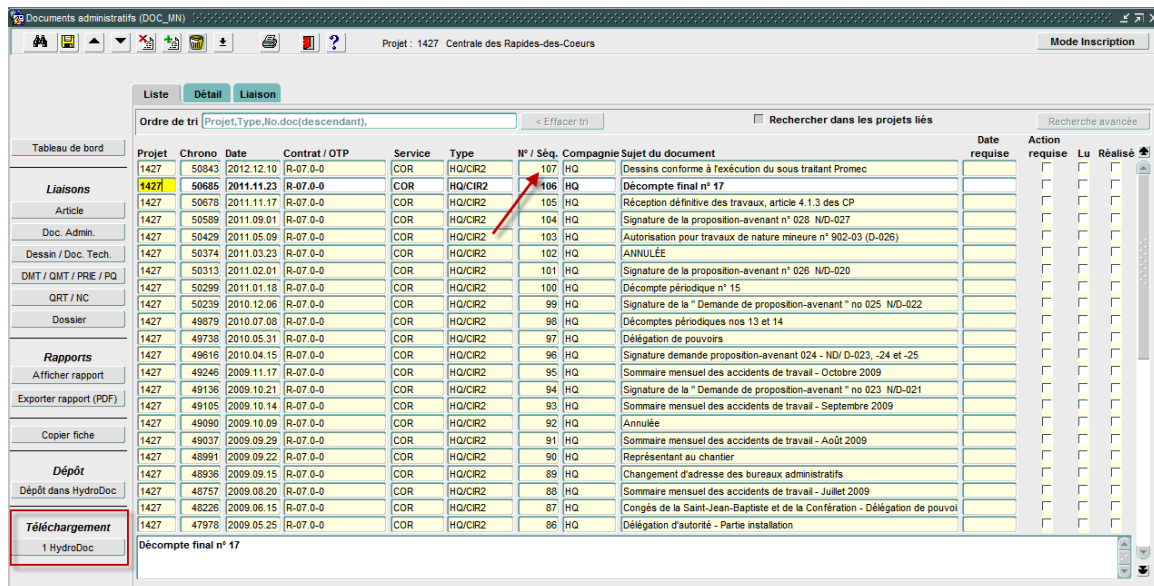 Documents administratifs (DOC_MN)
Projet : 1427 Centrale des Rapides-des-Coeurs
Mode Inscription
Liste Détail Liaison
Ordre de tri Projet,Type,No.doc(descendant), < Effacer tri Rechercher dans les projets liés Recherche avancée
Tableau de bord
Liaisons
Article
Doc. Admin.
Dessin / Doc. Tech.
DMT / QMT / PRIE / PQ
QRT / NC
Dossier
Rapports
Afficher rapport
Exporter rapport (PDF)
Copier fiche
Dépôt
Dépôt dans HydroDoc
Téléchargement
1 HydroDoc
Projet Chrono Date Contrat / OTP Service Type Nº / Séq. Compagnie Sujet du document Date requise Action requise Lu Réalisé
1427 50843 2012.12.10 R-07.0-0 COR HQ/CIR2 107 HQ Dessins conforme à l'exécution du sous traitant Promec
1427 50685 2011.11.23 R-07.0-0 COR HQ/CIR2 106 HQ Décompte final nº 17
1427 50678 2011.11.17 R-07.0-0 COR HQ/CIR2 105 HQ Réception définitive des travaux, article 4.1.3 des CP
1427 50589 2011.09.01 R-07.0-0 COR HQ/CIR2 104 HQ Signature de la proposition-avenant n° 028 N/D-027
1427 50429 2011.05.09 R-07.0-0 COR HQ/CIR2 103 HQ Autorisation pour travaux de nature mineure n° 902-03 (D-026)
1427 50374 2011.03.23 R-07.0-0 COR HQ/CIR2 102 HQ ANNULÉE
1427 50313 2011.02.01 R-07.0-0 COR HQ/CIR2 101 HQ Signature de la proposition-avenant n° 026 N/D-020
1427 50299 2011.01.18 R-07.0-0 COR HQ/CIR2 100 HQ Décompte périodique n° 15
1427 50239 2010.12.06 R-07.0-0 COR HQ/CIR2 99 HQ Signature de la " Demande de proposition-avenant " no 025 N/D-022
1427 49879 2010.07.08 R-07.0-0 COR HQ/CIR2 98 HQ Décomptes périodiques nos 13 et 14
1427 49738 2010.05.31 R-07.0-0 COR HQ/CIR2 97 HQ Délégation de pouvoirs
1427 49616 2010.04.15 R-07.0-0 COR HQ/CIR2 96 HQ Signature demande proposition-avenant 024 - ND/ D-023, -24 et -25
1427 49246 2009.11.17 R-07.0-0 COR HQ/CIR2 95 HQ Sommaire mensuel des accidents de travail - Octobre 2009
1427 49136 2009.10.21 R-07.0-0 COR HQ/CIR2 94 HQ Signature de la " Demande de proposition-avenant " no 023 N/D-021
1427 49105 2009.10.14 R-07.0-0 COR HQ/CIR2 93 HQ Sommaire mensuel des accidents de travail - Septembre 2009
1427 49090 2009.10.09 R-07.0-0 COR HQ/CIR2 92 HQ Annulée
1427 49037 2009.09.29 R-07.0-0 COR HQ/CIR2 91 HQ Sommaire mensuel des accidents de travail - Août 2009
1427 48991 2009.09.22 R-07.0-0 COR HQ/CIR2 90 HQ Représentant au chantier
1427 48936 2009.09.15 R-07.0-0 COR HQ/CIR2 89 HQ Changement d'adresse des bureaux administratifs
1427 48757 2009.08.20 R-07.0-0 COR HQ/CIR2 88 HQ Sommaire mensuel des accidents de travail - Juillet 2009
1427 48226 2009.06.15 R-07.0-0 COR HQ/CIR2 87 HQ Congés de la Saint-Jean-Baptiste et de la Confération - Délégation de pouvoi
1427 47978 2009.05.25 R-07.0-0 COR HQ/CIR2 86 HQ Délégation d'autorité - Partie installation
Décompte final nº 17